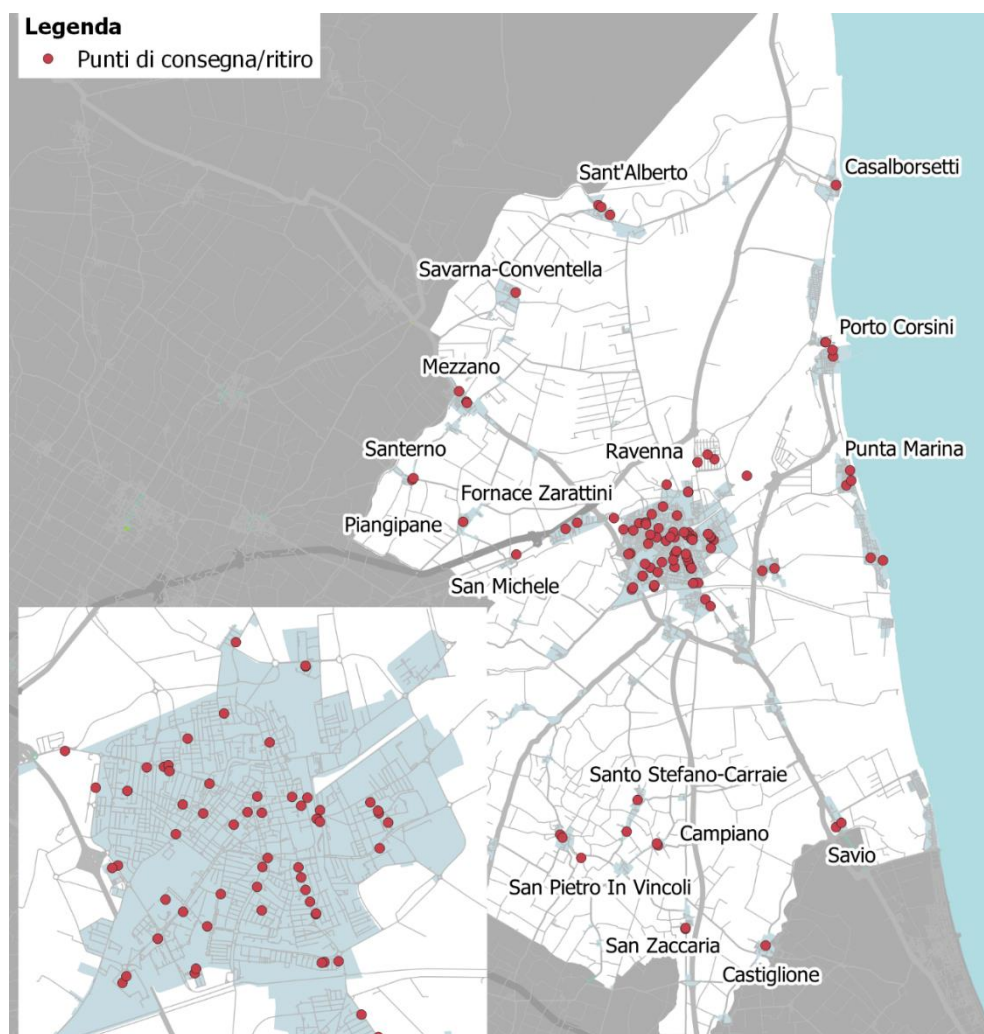 Legenda
Punti di consegna/ritiro
Sant'Alberto
Casalborsetti
Savarna-Conventella
Porto Corsini
Mezzano
Santerno
Ravenna
Punta Marina
Fornace Zarattini
Piangipane
San Michele
Santo Stefano-Carraie
Campiano
Savio
San Pietro In Vincoli
San Zaccaria
Castiglione